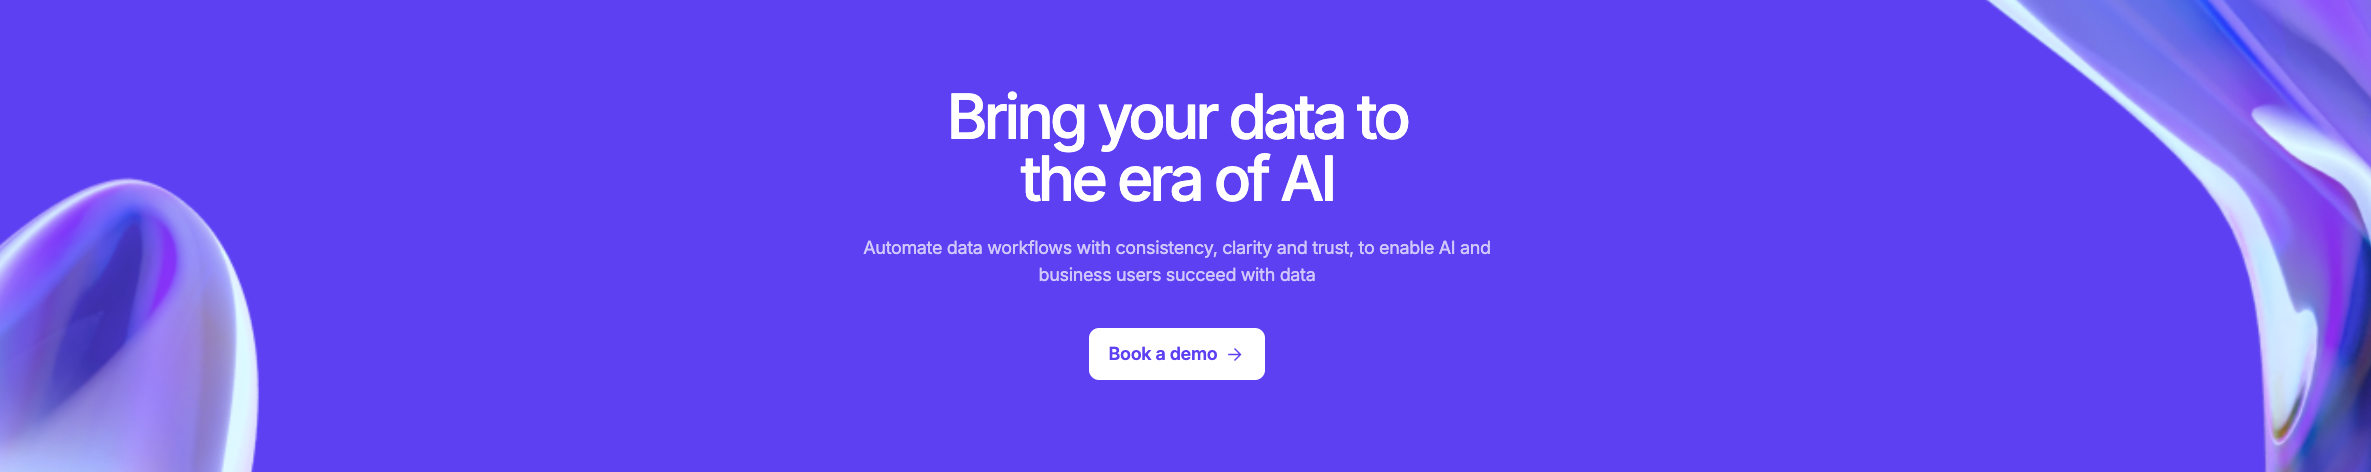 Bring your data to
the era of AI
Automate data workflows with consistency, clarity and trust, to enable AI and
business users succeed with data
Book a demo →